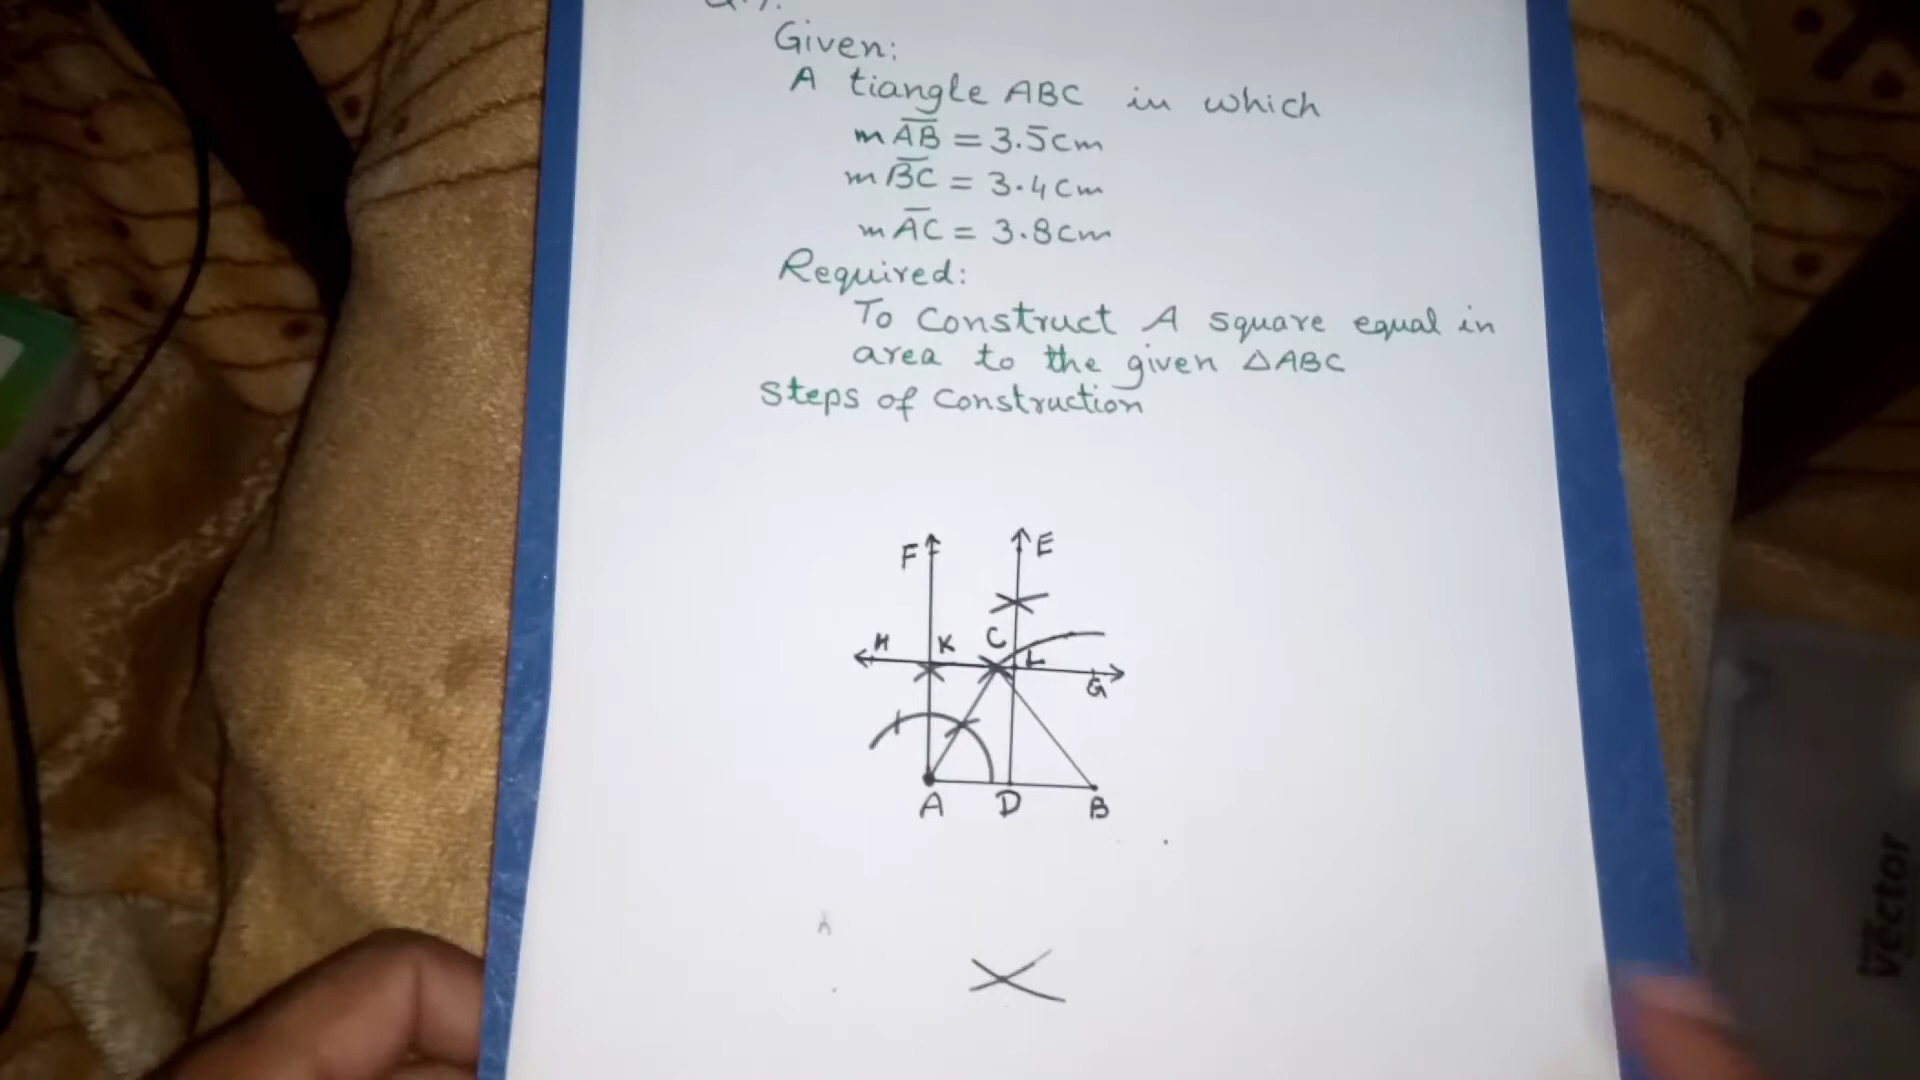 Given:
A tiangle ABC in which
mAB = 3.5cm
mBC = 3.4cm
mAC = 3.8cm
Required:
To Construct A square equal in
area to the given △ABC
Steps of Construction
F E
H K C L
G
A D B
Vector